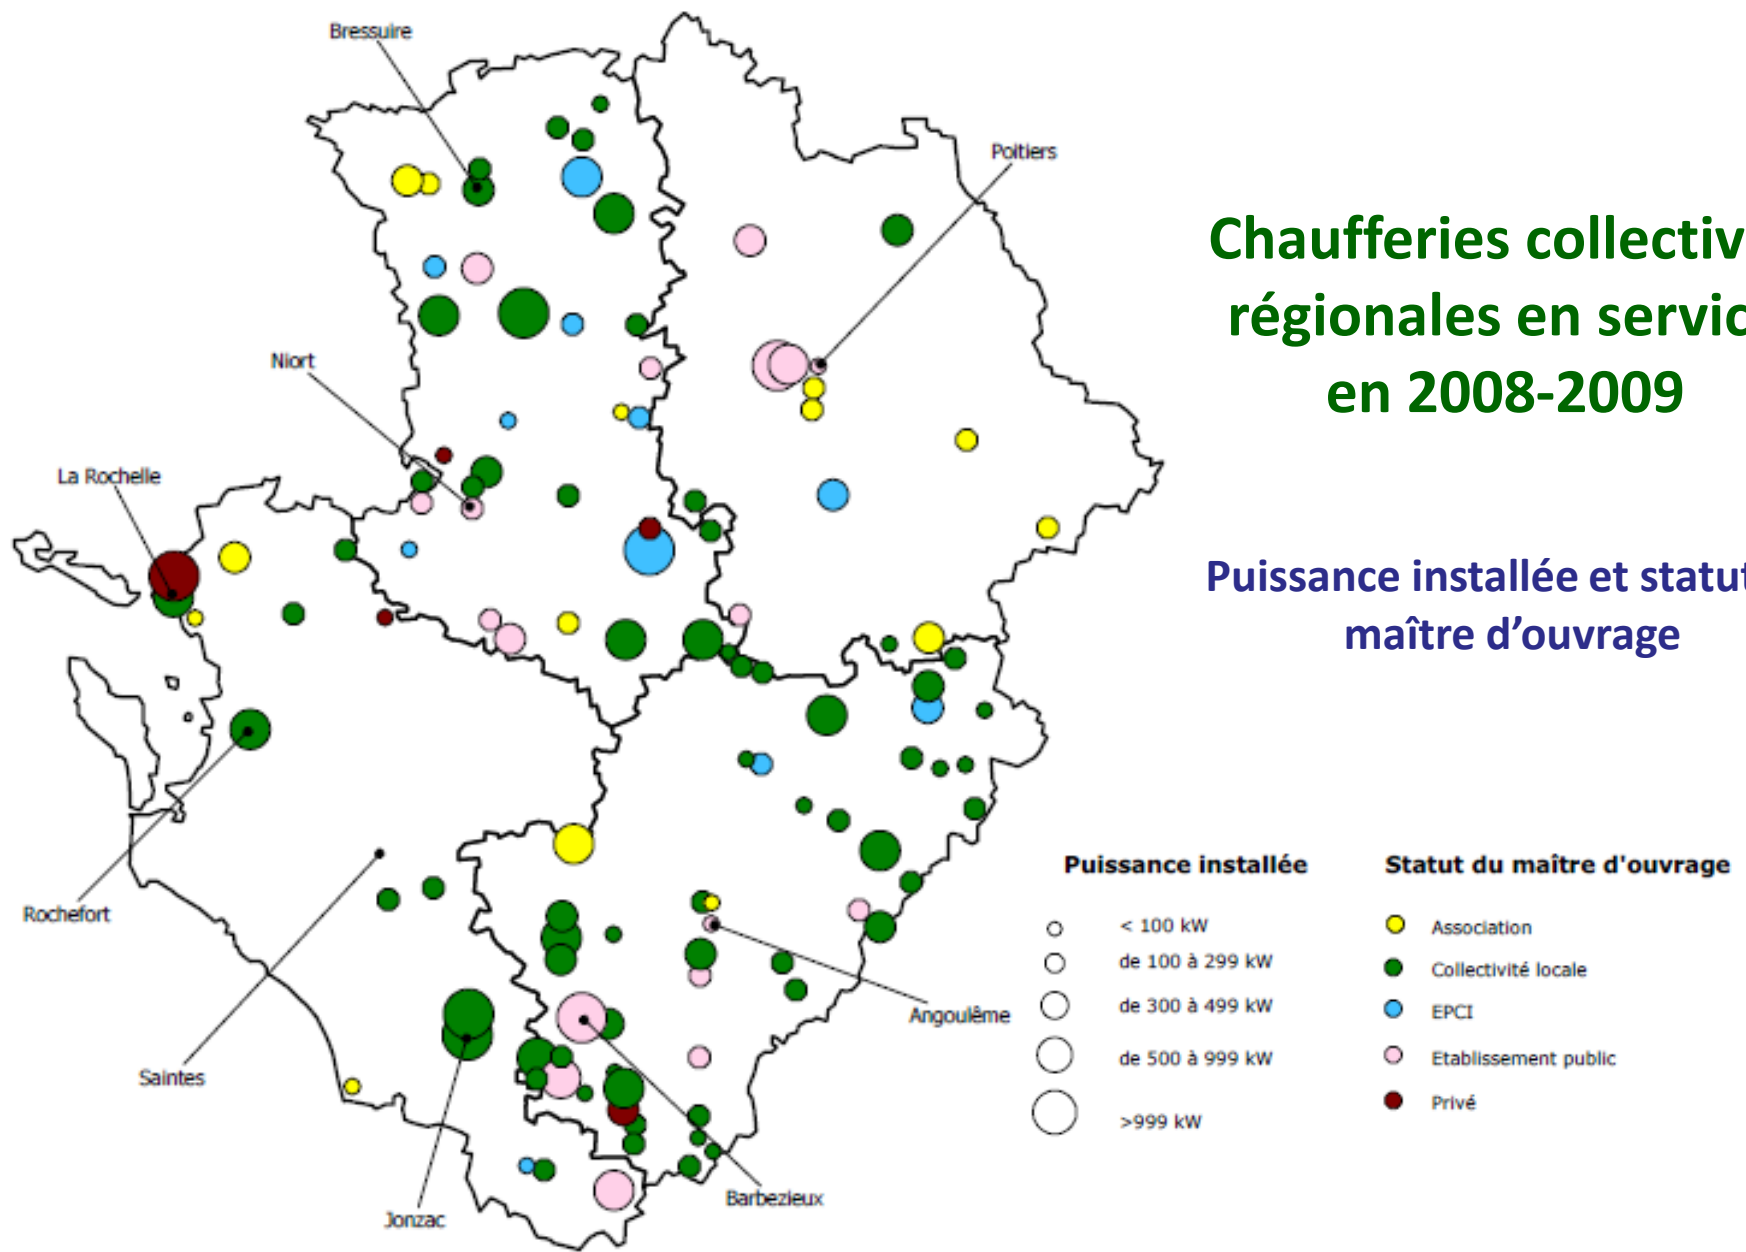 Bressuire
Poitiers
Niort
La Rochelle
Rochefort
Saintes
Jonzac
Barbezieux
Angoulême
Chaufferies collectiv
régionales en servic
en 2008-2009
Puissance installée et statut
maître d’ouvrage
Puissance installée
< 100 kW
de 100 à 299 kW
de 300 à 499 kW
de 500 à 999 kW
>999 kW
Statut du maître d'ouvrage
Association
Collectivité locale
EPCI
Etablissement public
Privé